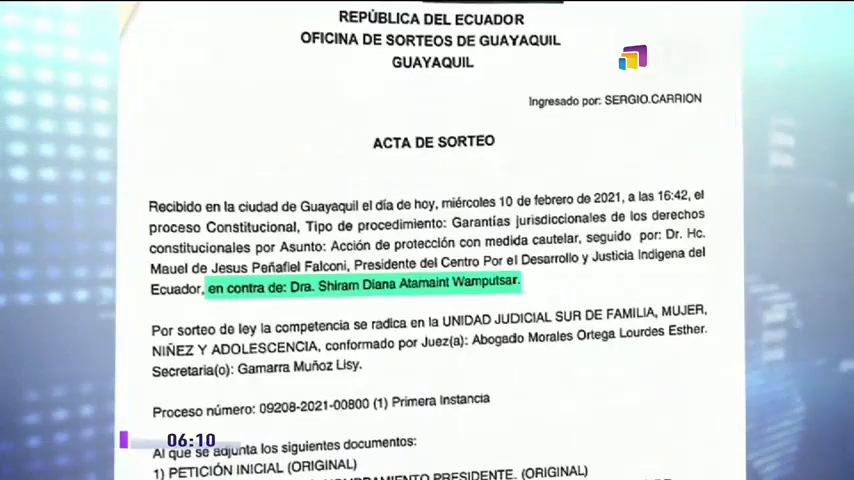 REPÚBLICA DEL ECUADOR
OFICINA DE SORTEOS DE GUAYAQUIL
GUAYAQUIL
Ingresado por: SERGIO.CARRION
ACTA DE SORTEO
Recibido en la ciudad de Guayaquil el día de hoy, miércoles 10 de febrero de 2021, a las 16:42, el
proceso Constitucional, Tipo de procedimiento: Garantías jurisdiccionales de los derechos
constitucionales por Asunto: Acción de protección con medida cautelar, seguido por: Dr. Hc.
Mauel de Jesus Peñafiel Falconi, Presidente del Centro Por el Desarrollo y Justicia Indigena del
Ecuador, en contra de: Dra. Shiram Diana Atamaint Wamputsar.
Por sorteo de ley la competencia se radica en la UNIDAD JUDICIAL SUR DE FAMILIA, MUJER,
NIÑEZ Y ADOLESCENCIA, conformado por Juez(a): Abogado Morales Ortega Lourdes Esther.
Secretaria(o): Gamarra Muñoz Lisy.
Proceso número: 09208-2021-00800 (1) Primera Instancia
06:10
Al que se adjunta los siguientes documentos:
1) PETICIÓN INICIAL (ORIGINAL)
PRESIDENTE. (ORIGINAL)